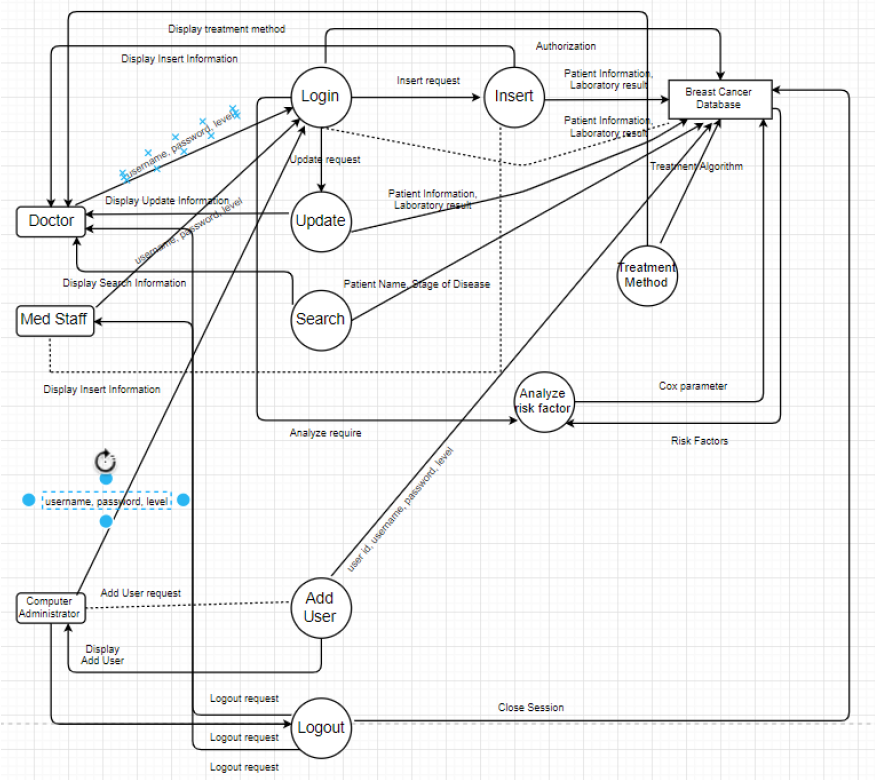 Display treatment method
Authorization
Display Insert Information
Login
Insert request
Insert
Patient Information,
Laboratory result
Breast Cancer
Database
username, password, level
Patient Information,
Laboratory result
Update request
Treatment Algorithm
Display Update Information
Patient Information,
Laboratory result
Doctor
username, password, level
Update
Treatment
Method
Display Search Information
Patient Name, Stage of Disease
Med Staff
Search
Display Insert Information
Analyze
risk factor
Cox parameter
Analyze require
Risk Factors
username, password, level
user id, username, password, level
Add User request
Computer
Administrator
Add
User
Display
Add User
Logout request
Close Session
Logout
Logout request
Logout request